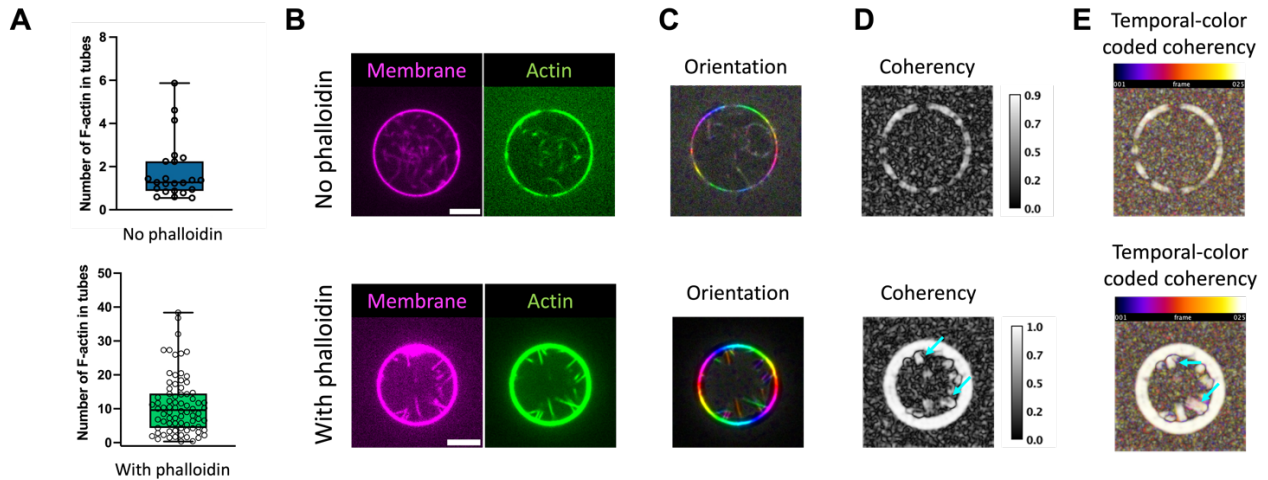 A
B
C
D
E
Number of F-actin in tubes
8
6
4
2
0
No phalloidin
No phalloidin
Membrane
Actin
Orientation
Coherency
0.9
0.7
0.5
0.2
0.0
Temporal-color
coded coherency
001 frame 025
Number of F-actin in tubes
50
40
30
20
10
0
With phalloidin
With phalloidin
Membrane
Actin
Orientation
Coherency
1.0
0.7
0.5
0.2
0.0
Temporal-color
coded coherency
001 frame 025